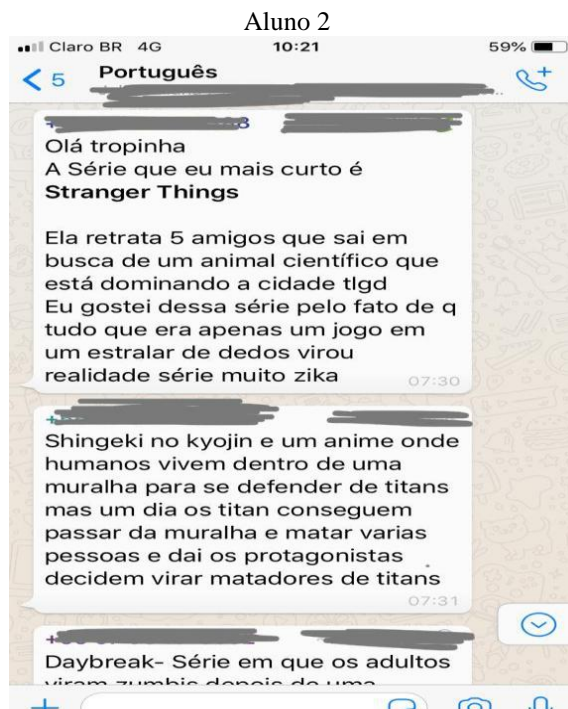 Aluno 2
Claro BR 4G 10:21 59%
5 Português
Olá tropinha
A Série que eu mais curto é
Stranger Things
Ela retrata 5 amigos que sai em
busca de um animal científico que
está dominando a cidade tlgd
Eu gostei dessa série pelo fato de q
tudo que era apenas um jogo em
um estralar de dedos virou
realidade série muito zika
07:30
Shingeki no kyojin e um anime onde
humanos vivem dentro de uma
muralha para se defender de titans
mas um dia os titan conseguem
passar da muralha e matar varias
pessoas e dai os protagonistas
decidem virar matadores de titans
07:31
Daybreak- Série em que os adultos
viram zumbis depois de uma